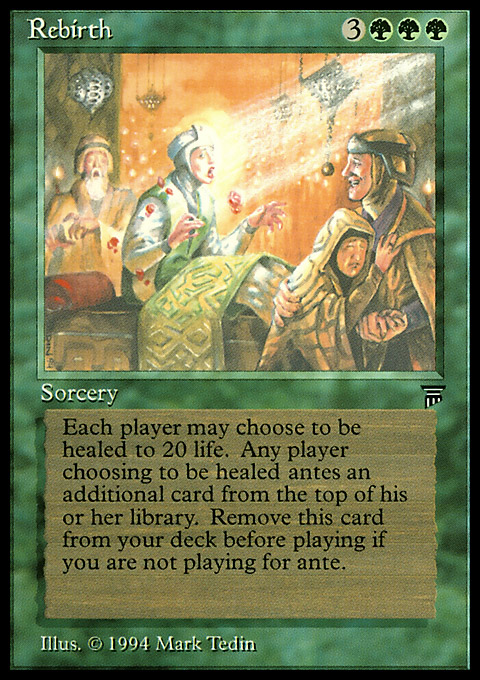 Rebirth 3
Sorcery
Each player may choose to be
healed to 20 life. Any player
choosing to be healed antes an
additional card from the top of his
or her library. Remove this card
from your deck before playing if
you are not playing for ante.
Illus. © 1994 Mark Tedin